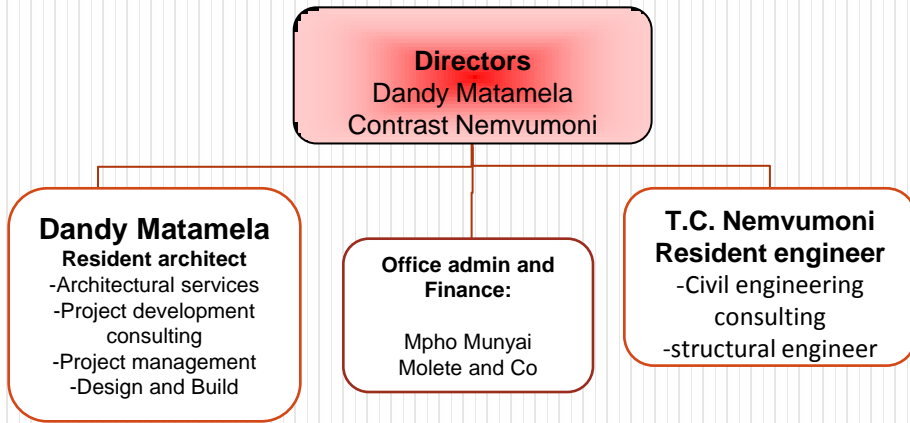 Directors
Dandy Matamela
Contrast Nemvumoni
Dandy Matamela
Resident architect
-Architectural services
-Project development
consulting
-Project management
-Design and Build
Office admin and
Finance:
Mpho Munyai
Molete and Co
T.C. Nemvumoni
Resident engineer
-Civil engineering
consulting
-structural engineer